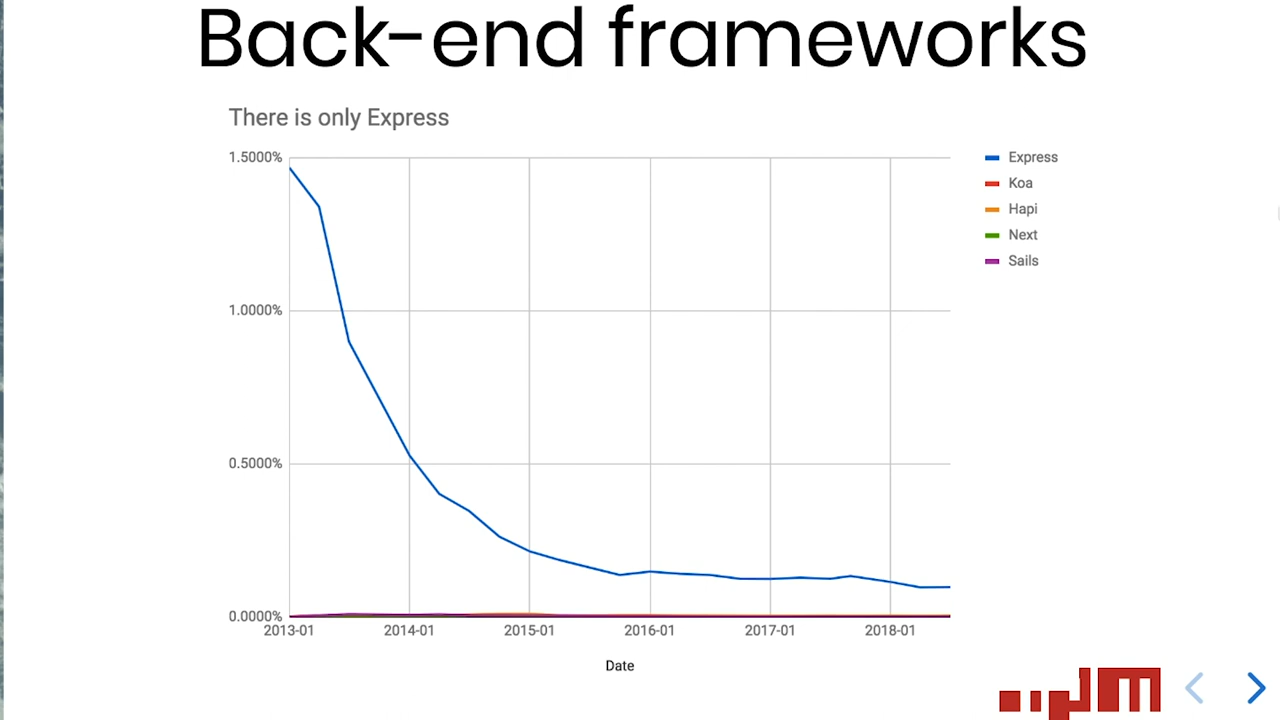 Back-end frameworks
There is only Express
1.5000%
1.0000%
0.5000%
0.0000%
2013-01 2014-01 2015-01 2016-01 2017-01 2018-01
Date
Express
Koa
Hapi
Next
Sails